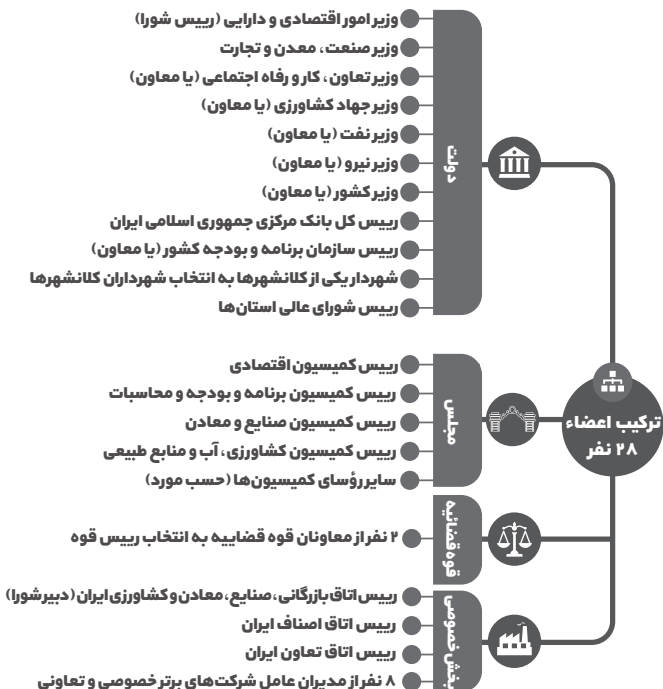 وزیر امور اقتصادی و دارایی (رییس شورا)
وزیر صنعت، معدن و تجارت
وزیر تعاون، کار و رفاه اجتماعی (یا معاون)
وزیر جهاد کشاورزی (یا معاون)
وزیر نفت (یا معاون)
وزیر نیرو (یا معاون)
وزیر کشور (یا معاون)
رییس کل بانک مرکزی جمهوری اسلامی ایران
رییس سازمان برنامه و بودجه کشور (یا معاون)
شهردار یکی از کلانشهرها به انتخاب شهرداران کلانشهرها
رییس شورای عالی استان‌ها
دولت
رییس کمیسیون اقتصادی
رییس کمیسیون برنامه و بودجه و محاسبات
رییس کمیسیون صنایع و معادن
رییس کمیسیون کشاورزی، آب و منابع طبیعی
سایر رؤسای کمیسیون‌ها (حسب مورد)
مجلس
ترکیب اعضاء
۲۸ نفر
۲ نفر از معاونان قوه قضاییه به انتخاب رییس قوه
قوه قضائیه
رییس اتاق بازرگانی، صنایع، معادن و کشاورزی ایران (دبیر شورا)
رییس اتاق اصناف ایران
رییس اتاق تعاون ایران
۸ نفر از مدیران عامل شرکت‌های برتر خصوصی و تعاونی
بخش خصوصی